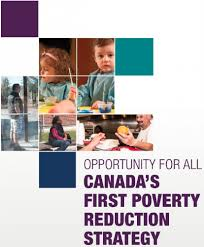 OPPORTUNITY FOR ALL
CANADA'S
FIRST POVERTY
REDUCTION
STRATEGY